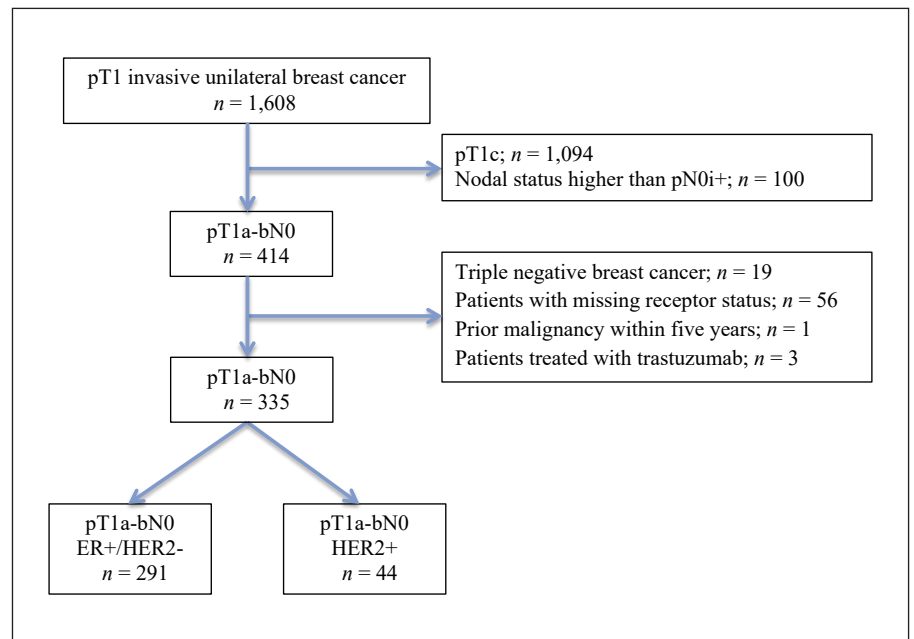 pT1 invasive unilateral breast cancer
n = 1,608
pT1c; n = 1,094
Nodal status higher than pN0i+; n = 100
pT1a-bN0
n = 414
Triple negative breast cancer; n = 19
Patients with missing receptor status; n = 56
Prior malignancy within five years; n = 1
Patients treated with trastuzumab; n = 3
pT1a-bN0
n = 335
pT1a-bN0
ER+/HER2-
n = 291
pT1a-bN0
HER2+
n = 44